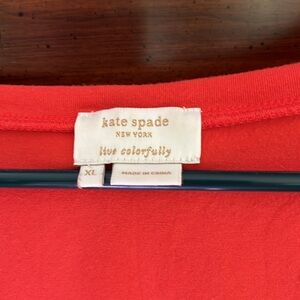 kate spade
NEW YORK
live colorfully
XL
MADE IN CHINA